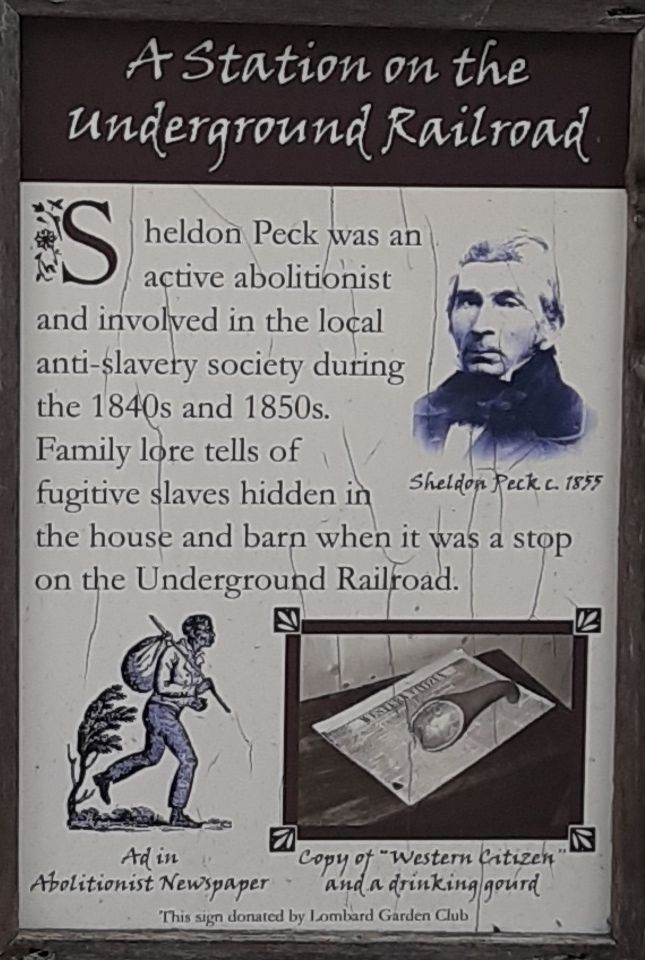 A Station on the
Underground Railroad
Sheldon Peck was an
active abolitionist
and involved in the local
anti-slavery society during
the 1840s and 1850s.
Family lore tells of
fugitive slaves hidden in
the house and barn when it was a stop
on the Underground Railroad.
Sheldon Peck c. 1855
WESTERN CITIZEN
Ad in
Abolitionist Newspaper
Copy of "Western Citizen"
and a drinking gourd
This sign donated by Lombard Garden Club